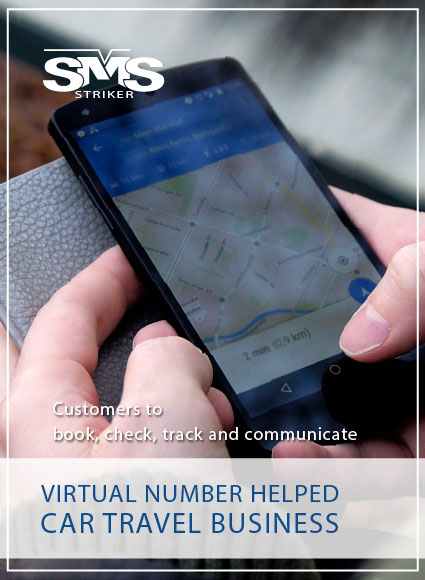 SMS
STRIKER
2 min (0.9 km)
Customers to
book, check, track and communicate
VIRTUAL NUMBER HELPED
CAR TRAVEL BUSINESS